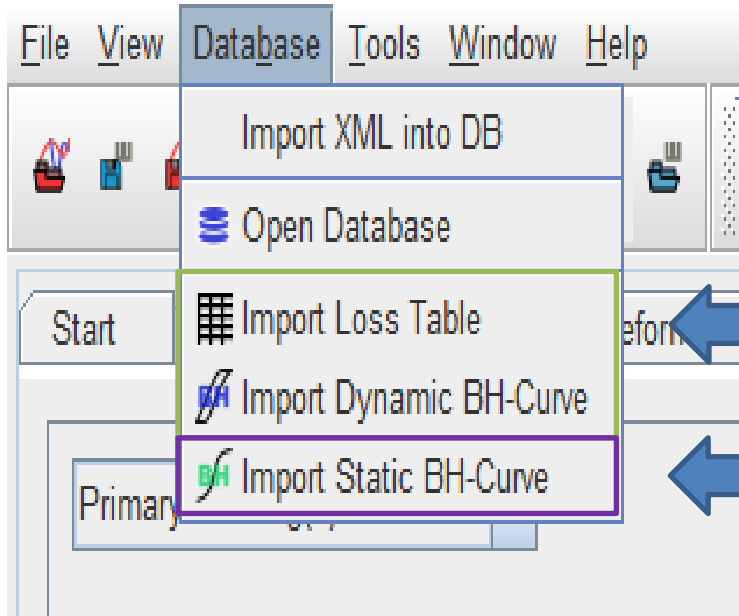 File View Database Tools Window Help
Import XML into DB
Open Database
Start
Import Loss Table
Import Dynamic BH-Curve
BH Import Static BH-Curve
Primary